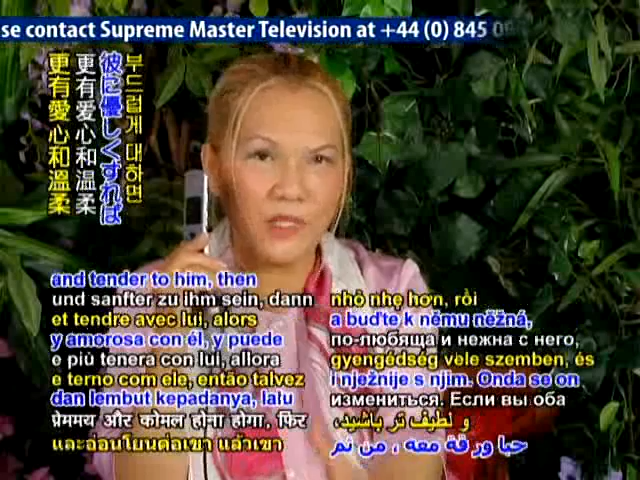 se contact Supreme Master Television at +44 (0) 845 0
更有愛心和溫柔
更有爱心和温柔
彼に優しくすれば
부드럽게 대하면
and tender to him, then
und sanfter zu ihm sein, dann
et tendre avec lui, alors
y amorosa con él, y puede
e più tenera con lui, allora
e terno com ele, então talvez
dan lembut kepadanya, lalu
प्रेममय और कोमल होना होगा, फिर
และอ่อนโยนต่อเขา แล้วเขา
nhỏ nhẹ hơn, rồi
a buďte k němu něžná,
по-любяща и нежна с него,
gyengédség vele szemben, és
i nježnije s njim. Onda se on
измениться. Если вы оба
و لطیف تر باشید،
حبا ورقة معه ، من ثم